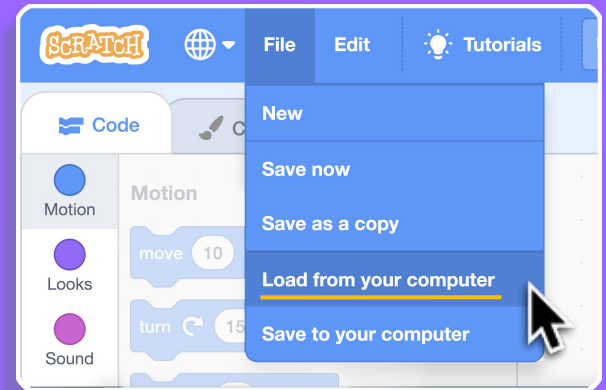 SCRATCH File Edit Tutorials
New
Code C
Save now
Motion
Save as a copy
Motion
move 10
Load from your computer
Looks
turn 15
Save to your computer
Sound